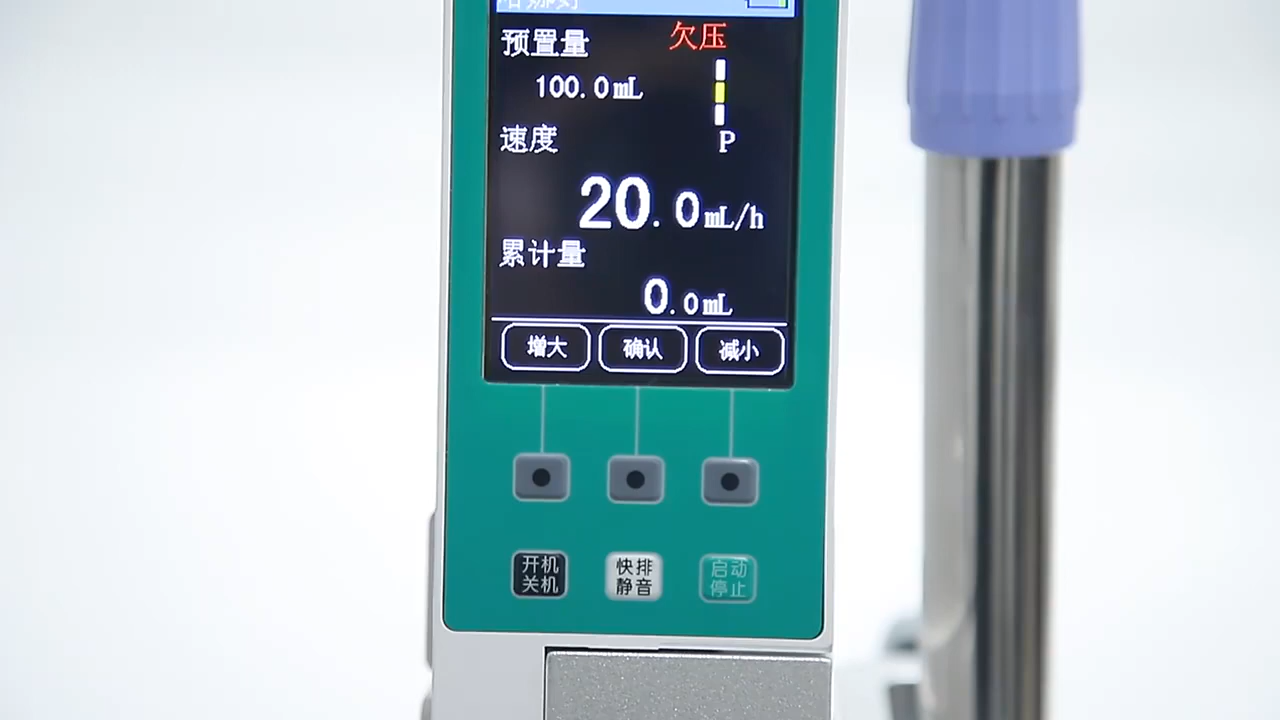 预置量
欠压
100.0mL
速度
P
20.0mL/h
累计量
0.0mL
增大 确认 减小
开机 快排 启动
关机 静音 停止